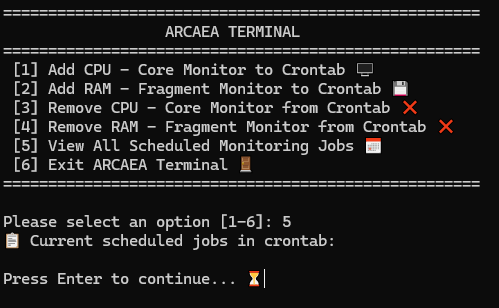 ====================================================
ARCAEA TERMINAL
====================================================
[1] Add CPU - Core Monitor to Crontab 🖥️
[2] Add RAM - Fragment Monitor to Crontab 💾
[3] Remove CPU - Core Monitor from Crontab ❌
[4] Remove RAM - Fragment Monitor from Crontab ❌
[5] View All Scheduled Monitoring Jobs 📅
[6] Exit ARCAEA Terminal 🚪
====================================================
Please select an option [1-6]: 5
📋 Current scheduled jobs in crontab:
Press Enter to continue... ⏳